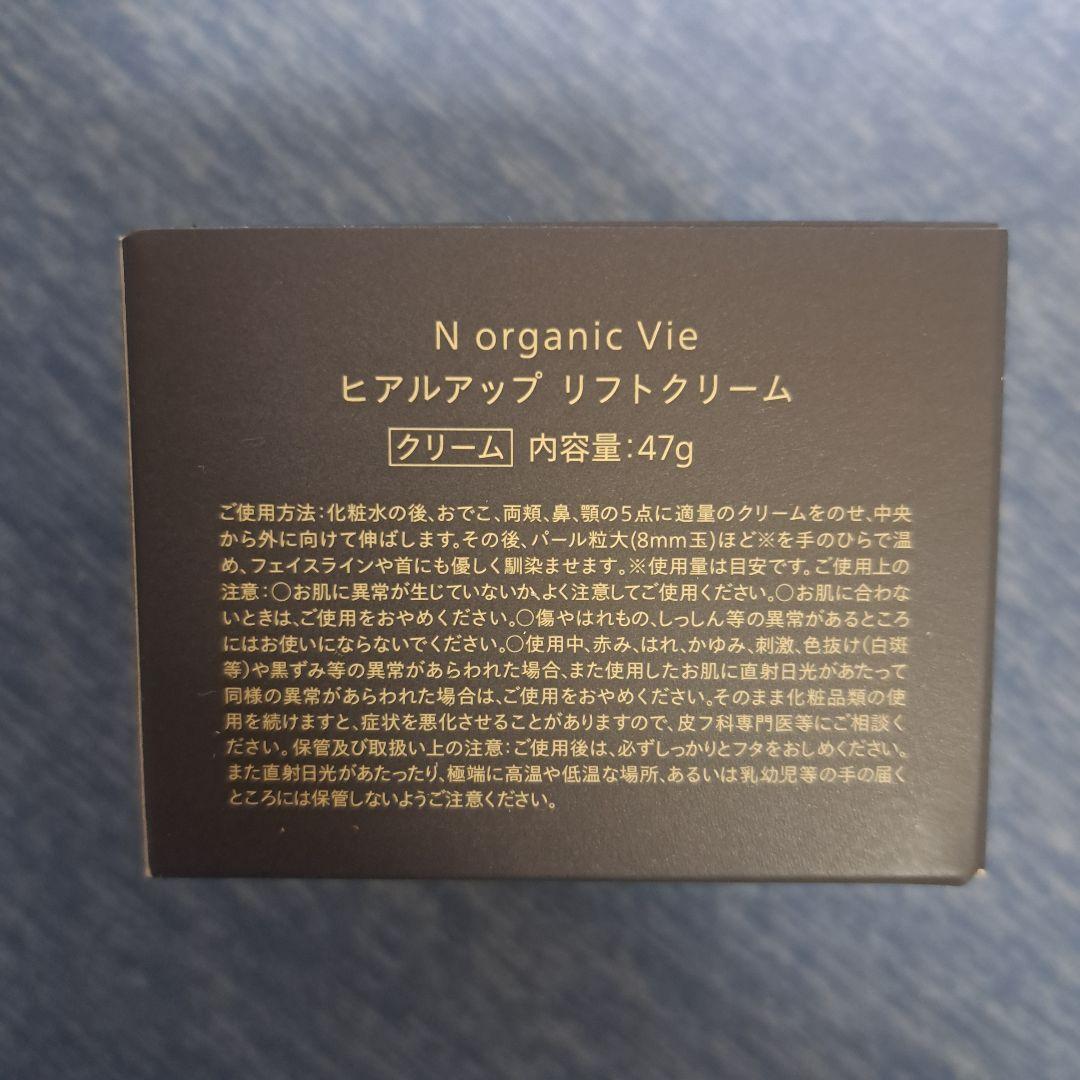 N organic Vie
ヒアルアップ リフトクリーム
クリーム 内容量:47g
ご使用方法:化粧水の後、おでこ、両頬、鼻、顎の5点に適量のクリームをのせ、中央
から外に向けて伸ばします。その後、パール粒大(8mm玉)ほど※を手のひらで温
め、フェイスラインや首にも優しく馴染ませます。※使用量は目安です。ご使用上の
注意:○お肌に異常が生じていないか、よく注意してご使用ください。○お肌に合わな
いときは、ご使用をおやめください。○傷やはれもの、しっしん等の異常があるところ
にはお使いにならないでください。○使用中、赤み、はれ、かゆみ、刺激、色抜け(白斑
等)や黒ずみ等の異常があらわれた場合、また使用したお肌に直射日光があたって
同様の異常があらわれた場合は、ご使用をおやめください。そのまま化粧品類の使
用を続けますと、症状を悪化させることがありますので、皮フ科専門医等にご相談く
ださい。保管及び取扱い上の注意:ご使用後は、必ずしっかりとフタをおしめください。
また直射日光があたったり、極端に高温や低温な場所、あるいは乳幼児等の手の届く
ところには保管しないようご注意ください。